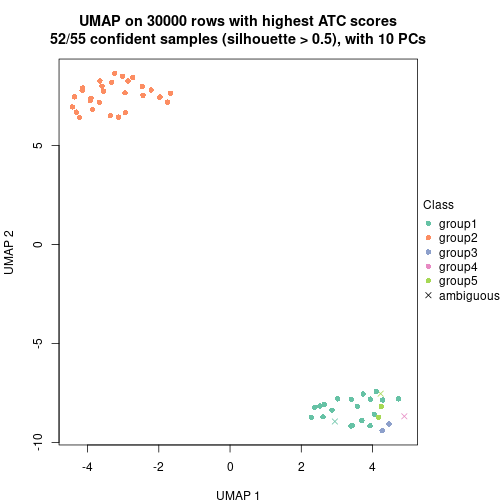 UMAP on 30000 rows with highest ATC scores
52/55 confident samples (silhouette > 0.5), with 10 PCs
5
0
-5
-10
UMAP 2
-4
-2
0
2
4
UMAP 1
Class
group1
group2
group3
group4
group5
ambiguous